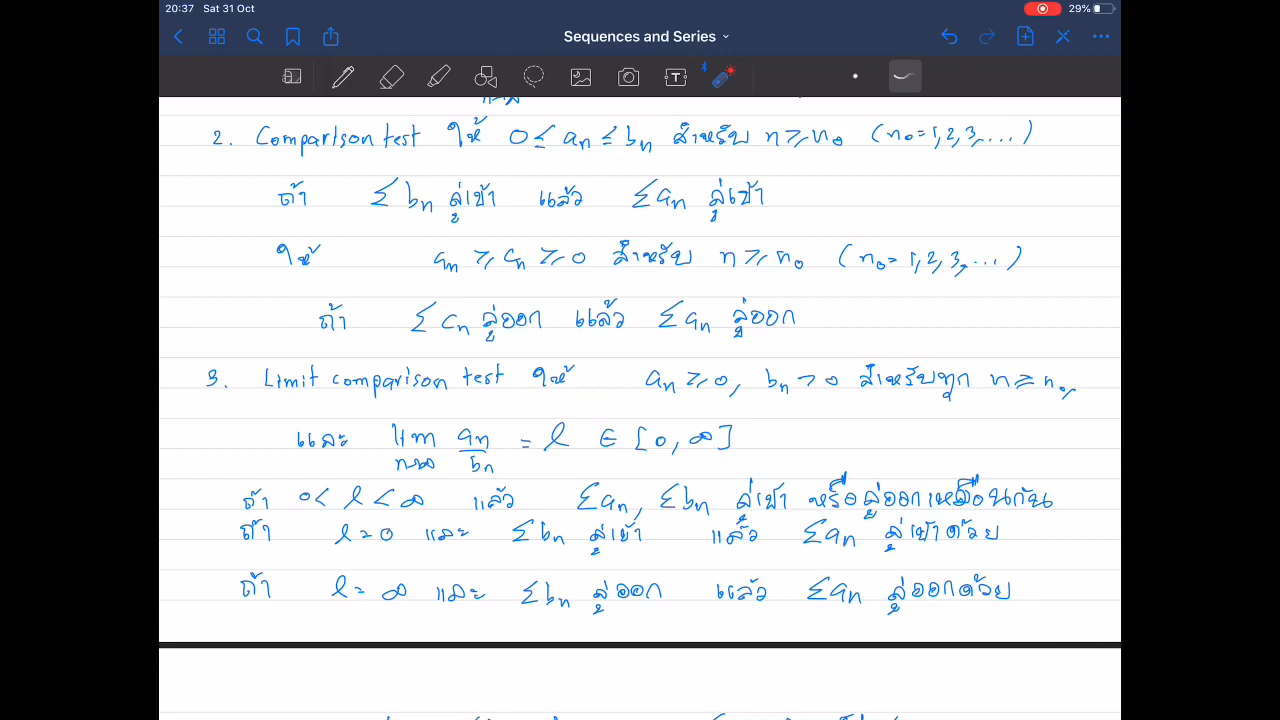 20:37 Sat 31 Oct 29%
Sequences and Series
2. Comparison test ให้ 0 ≤ aₙ ≤ bₙ สำหรับ n ≥ n₀ (n₀ = 1, 2, 3, ...)
ถ้า Σ bₙ ลู่เข้า แล้ว Σ aₙ ลู่เข้า
ให้ aₙ ≥ cₙ ≥ 0 สำหรับ n ≥ n₀ (n₀ = 1, 2, 3, ...)
ถ้า Σ cₙ ลู่ออก แล้ว Σ aₙ ลู่ออก
3. Limit comparison test ให้ aₙ ≥ 0, bₙ > 0 สำหรับทุก n ≥ n₀,
และ lim n→∞ aₙ/bₙ = l ∈ [0, ∞]
ถ้า 0 < l < ∞ แล้ว Σ aₙ, Σ bₙ ลู่เข้า หรือลู่ออกเหมือนกัน
ถ้า l = 0 และ Σ bₙ ลู่เข้า แล้ว Σ aₙ ลู่เข้าด้วย
ถ้า l = ∞ และ Σ bₙ ลู่ออก แล้ว Σ aₙ ลู่ออกด้วย